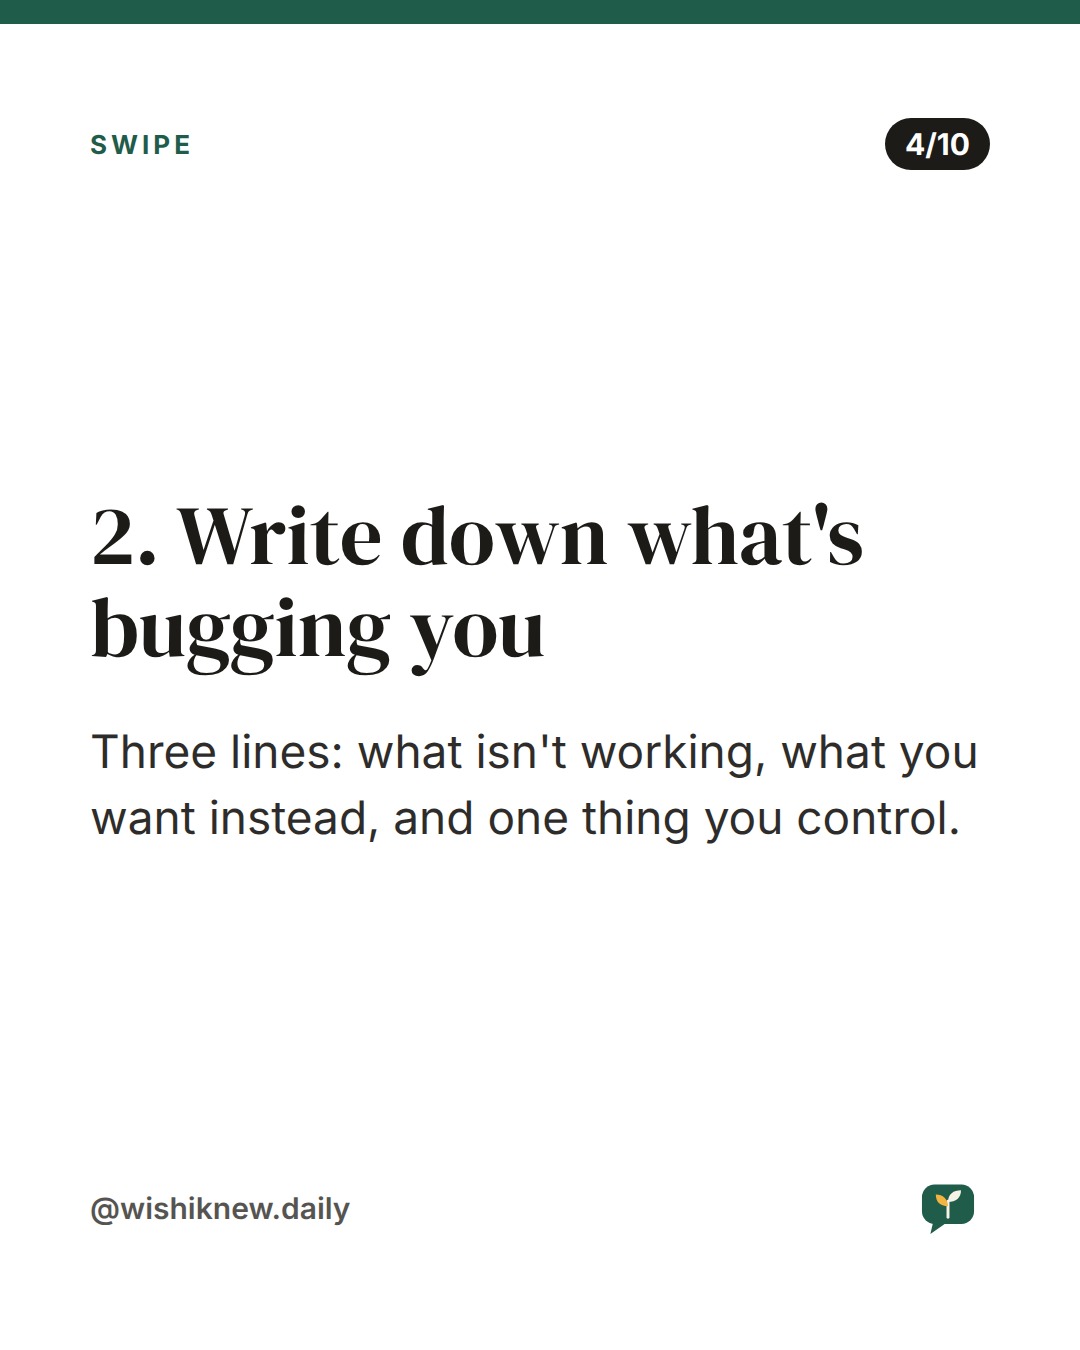 SWIPE
4/10
2. Write down what's
bugging you
Three lines: what isn't working, what you
want instead, and one thing you control.
@wishiknew.daily